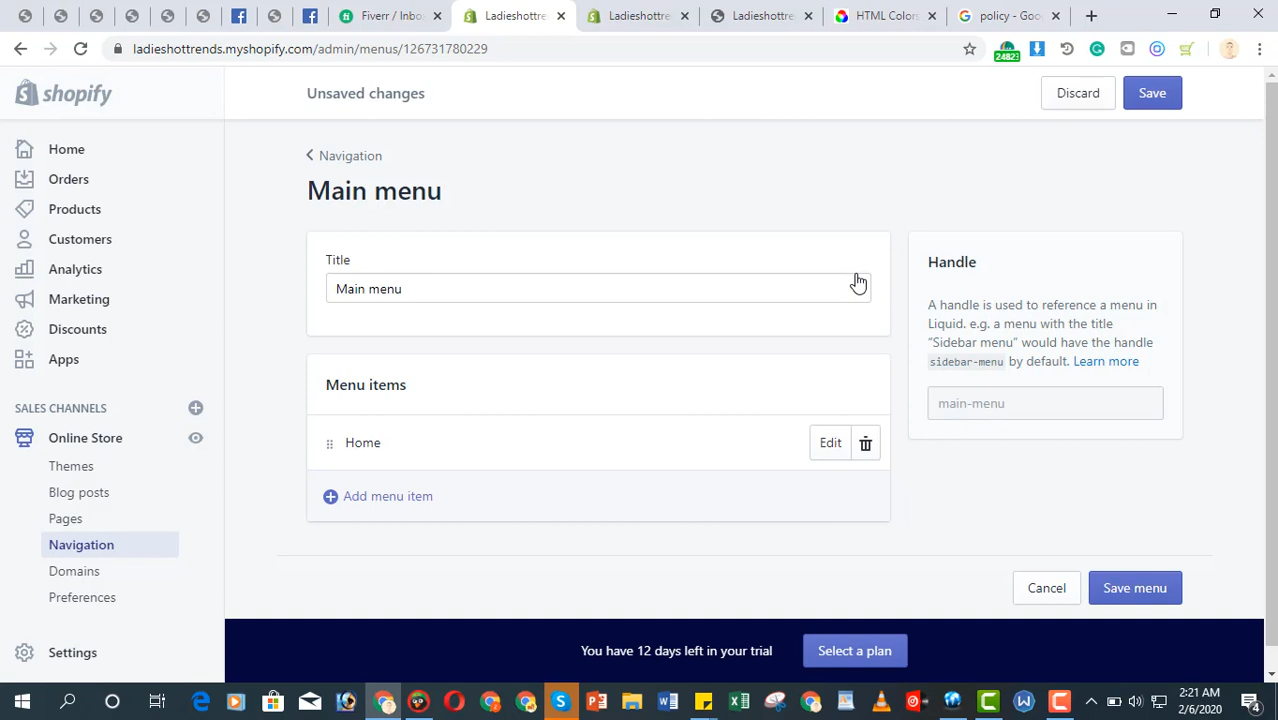 Fiverr / Inbo
Ladieshottre
Ladieshottre
Ladieshottre
HTML Colors
policy - Goo
ladieshottrends.myshopify.com/admin/menus/126731780229
24823
shopify
Unsaved changes
Discard
Save
Home
Orders
Products
Customers
Analytics
Marketing
Discounts
Apps
SALES CHANNELS
Online Store
Themes
Blog posts
Pages
Navigation
Domains
Preferences
Settings
Navigation
Main menu
Title
Main menu
Menu items
Home
Edit
Add menu item
Handle
A handle is used to reference a menu in
Liquid. e.g. a menu with the title
“Sidebar menu” would have the handle
sidebar-menu by default. Learn more
main-menu
Cancel
Save menu
You have 12 days left in your trial
Select a plan
2:21 AM
2/6/2020
4